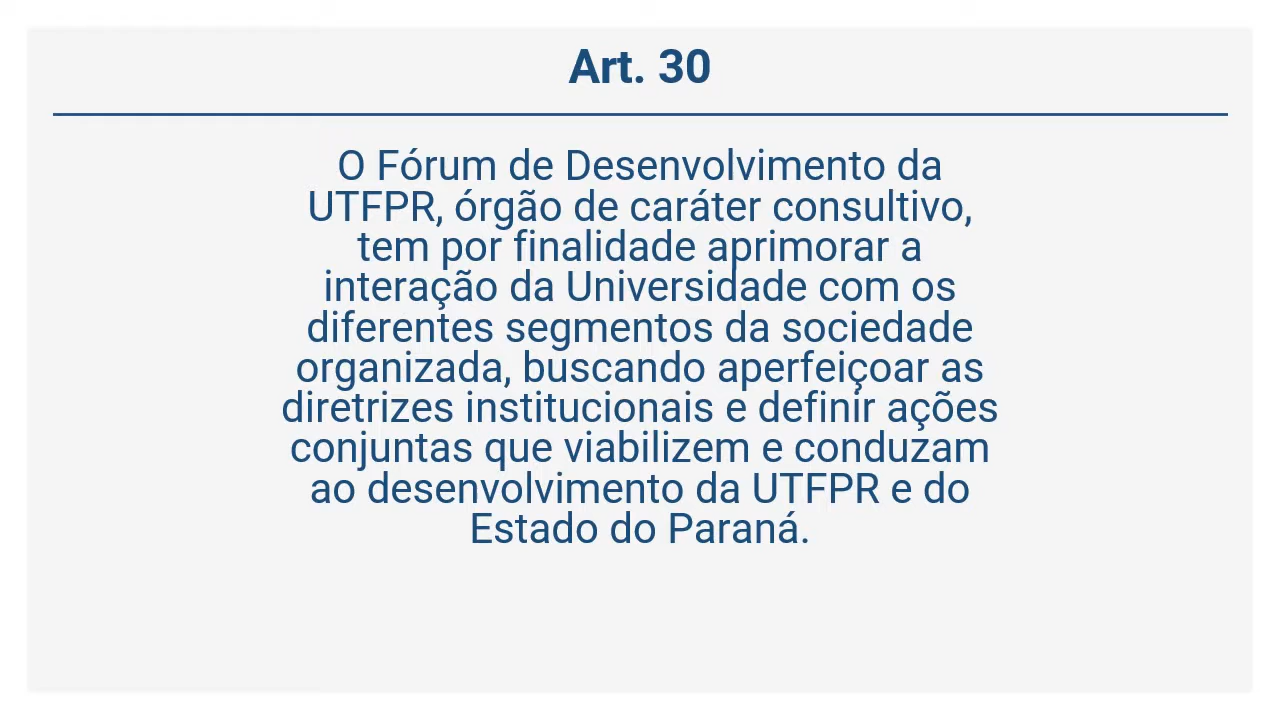 Art. 30
O Fórum de Desenvolvimento da
UTFPR, órgão de caráter consultivo,
tem por finalidade aprimorar a
interação da Universidade com os
diferentes segmentos da sociedade
organizada, buscando aperfeiçoar as
diretrizes institucionais e definir ações
conjuntas que viabilizem e conduzam
ao desenvolvimento da UTFPR e do
Estado do Paraná.